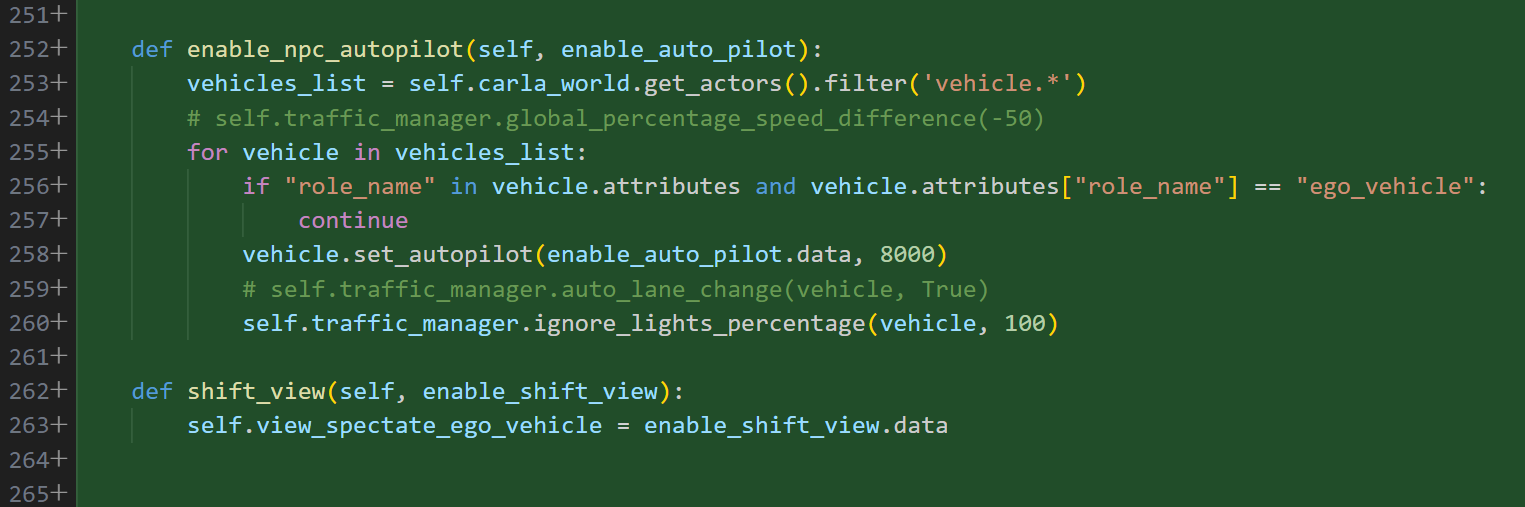 251+
252+    def enable_npc_autopilot(self, enable_auto_pilot):
253+        vehicles_list = self.carla_world.get_actors().filter('vehicle.*')
254+        # self.traffic_manager.global_percentage_speed_difference(-50)
255+        for vehicle in vehicles_list:
256+            if "role_name" in vehicle.attributes and vehicle.attributes["role_name"] == "ego_vehicle":
257+                continue
258+            vehicle.set_autopilot(enable_auto_pilot.data, 8000)
259+            # self.traffic_manager.auto_lane_change(vehicle, True)
260+            self.traffic_manager.ignore_lights_percentage(vehicle, 100)
261+
262+    def shift_view(self, enable_shift_view):
263+        self.view_spectate_ego_vehicle = enable_shift_view.data
264+
265+